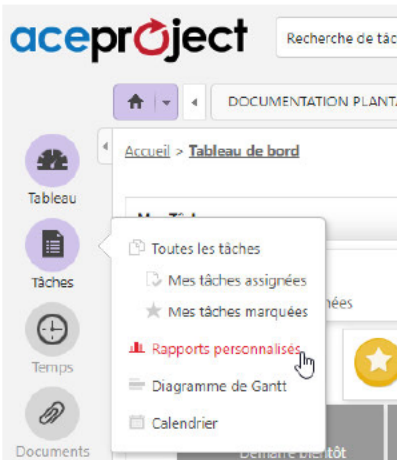 aceproject
Recherche de tâc
DOCUMENTATION PLANTA
Accueil > Tableau de bord
Tableau
Toutes les tâches
Mes tâches assignées
nées
Tâches
Mes tâches marquées
Rapports personnalisés
Temps
Diagramme de Gantt
Calendrier
Documents
Démarre bientôt